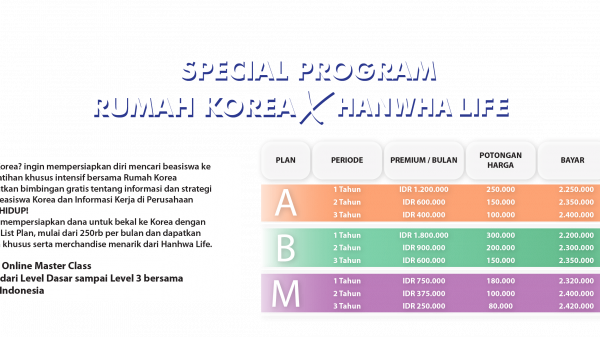 SPECIAL PROGRAM
RUMAH KOREA X HANWHA LIFE
orea? ingin mempersiapkan diri mencari beasiswa ke
atihan khusus intensif bersama Rumah Korea
tkan bimbingan gratis tentang informasi dan strategi
easiswa Korea dan Informasi Kerja di Perusahaan
HIDUP!
mempersiapkan dana untuk bekal ke Korea dengan
List Plan, mulai dari 250rb per bulan dan dapatkan
khusus serta merchandise menarik dari Hanhwa Life.
Online Master Class
dari Level Dasar sampai Level 3 bersama
Indonesia
PLAN PERIODE PREMIUM / BULAN POTONGAN HARGA BAYAR
A
1 Tahun IDR 1.200.000 250.000 2.250.000
2 Tahun IDR 600.000 150.000 2.350.000
3 Tahun IDR 400.000 100.000 2.400.000
B
1 Tahun IDR 1.800.000 300.000 2.200.000
2 Tahun IDR 900.000 200.000 2.300.000
3 Tahun IDR 600.000 150.000 2.350.000
M
1 Tahun IDR 750.000 180.000 2.320.000
2 Tahun IDR 375.000 100.000 2.400.000
3 Tahun IDR 250.000 80.000 2.420.000